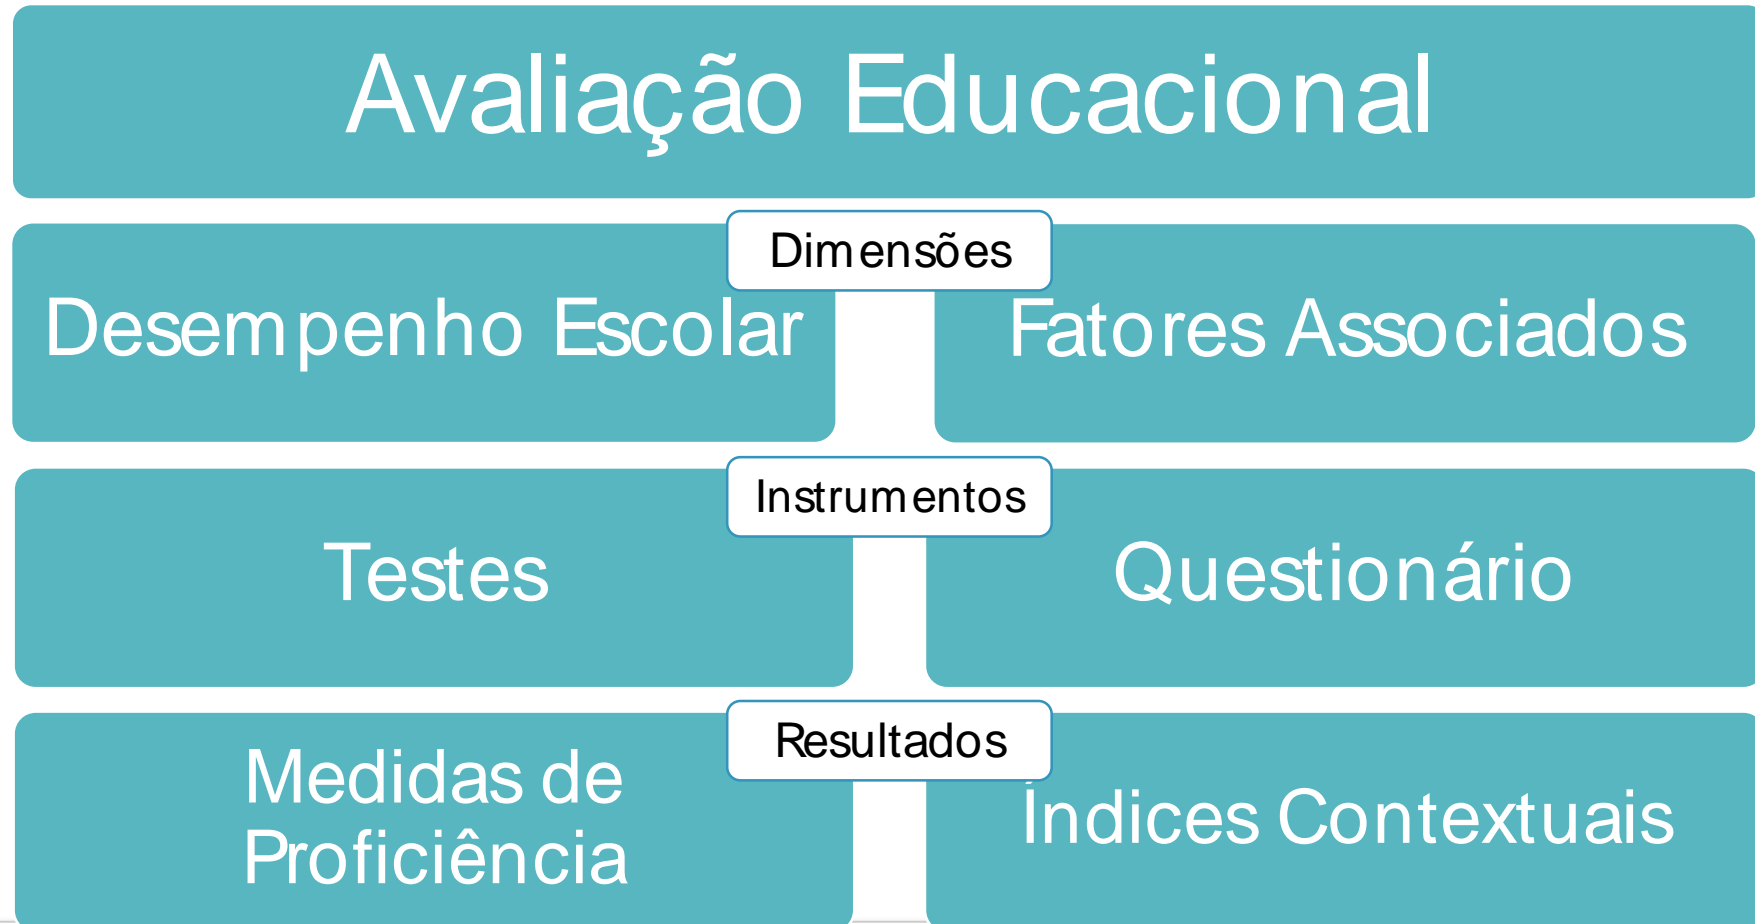 Avaliação Educacional
Dimensões
Desempenho Escolar
Fatores Associados
Instrumentos
Testes
Questionário
Resultados
Medidas de
Proficiência
Índices Contextuais